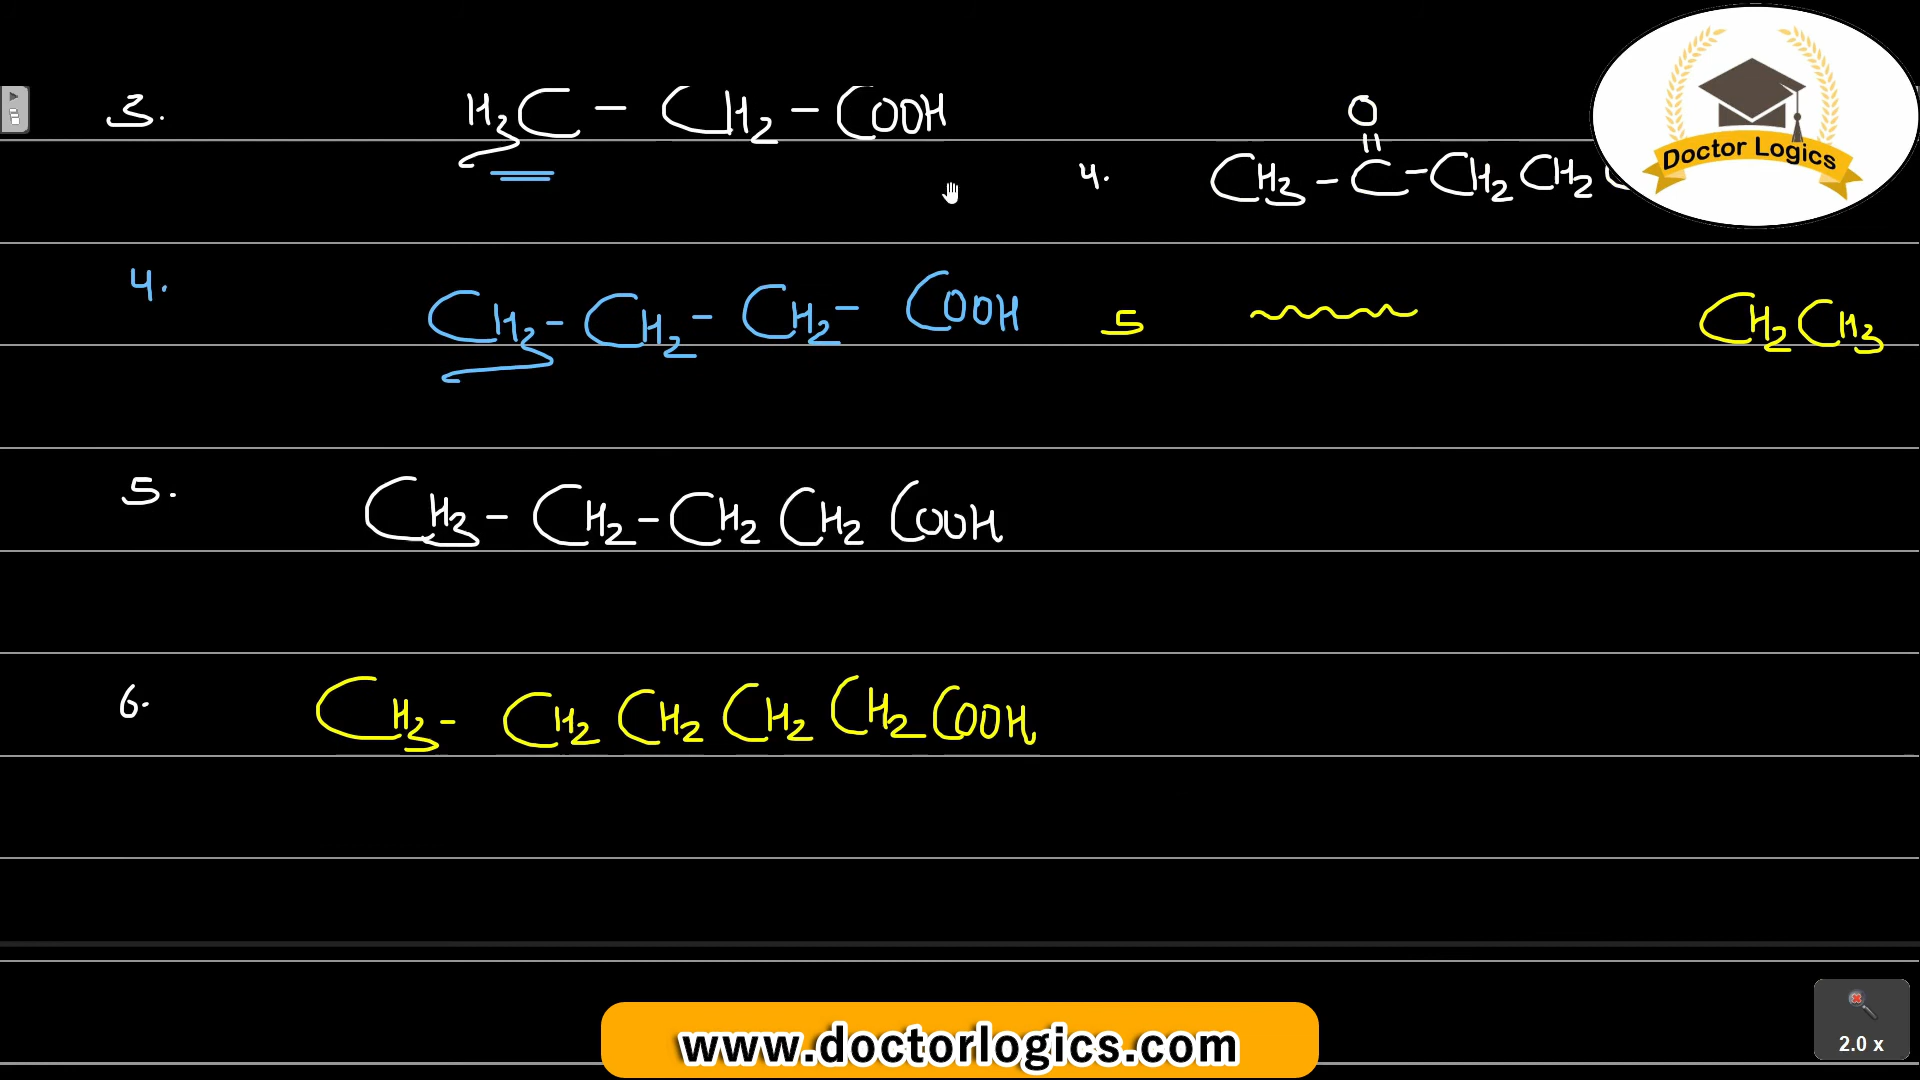 3. H3C - CH2 - COOH
O
||
4. CH3 - C - CH2 CH2
Doctor Logics
4. CH3 - CH2 - CH2 - COOH
5 CH2 CH3
5. CH3 - CH2 - CH2 CH2 COOH
6. CH3 - CH2 CH2 CH2 CH2 COOH
www.doctorlogics.com
2.0 x